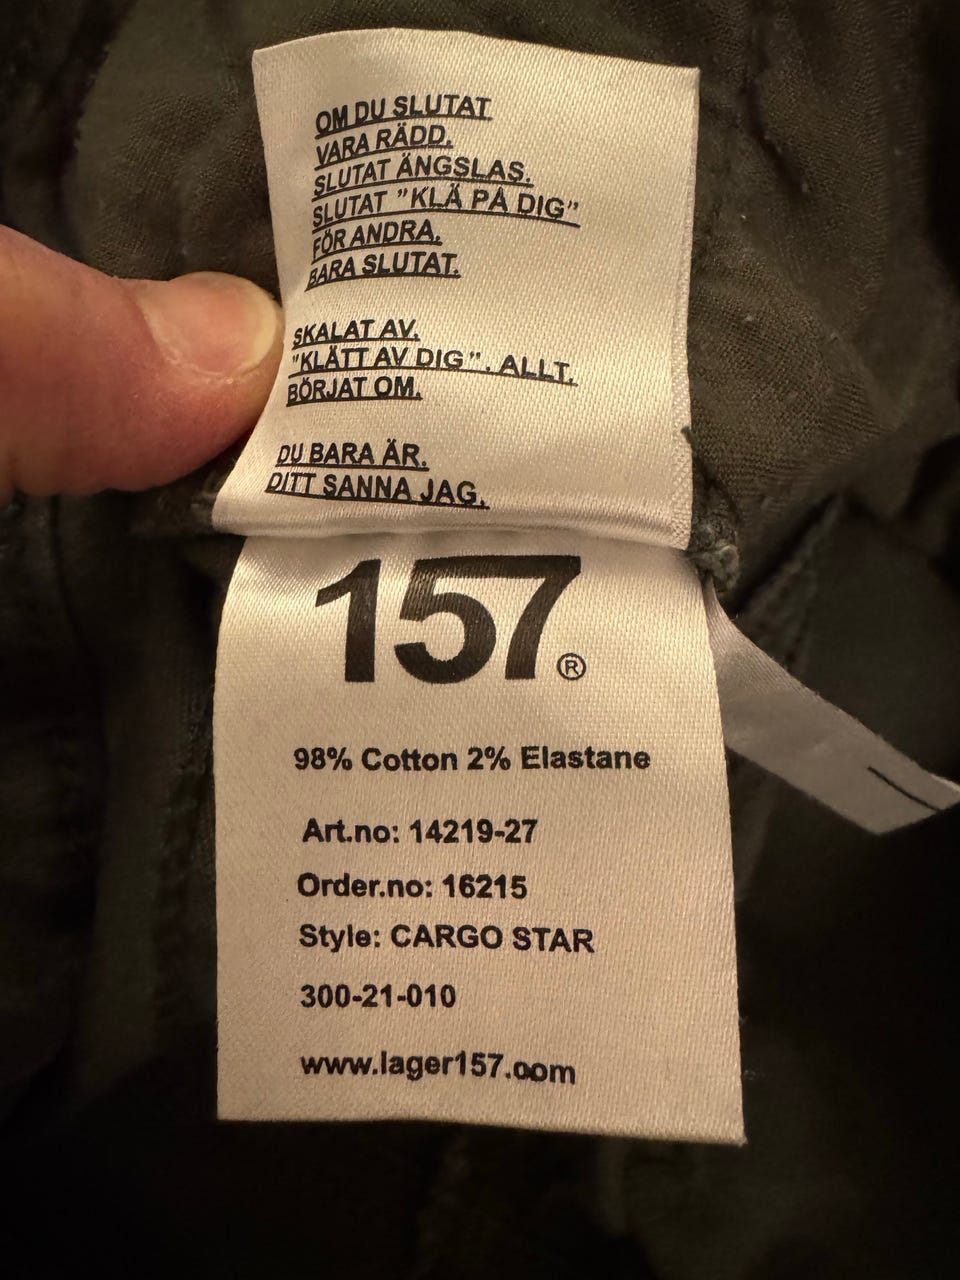 OM DU SLUTAT
VARA RÄDD.
SLUTAT ÄNGSLAS.
SLUTAT ”KLÄ PÅ DIG”
FÖR ANDRA.
BARA SLUTAT.
SKALAT AV.
”KLÄTT AV DIG”. ALLT.
BÖRJAT OM.
DU BARA ÄR.
DITT SANNA JAG.
157®
98% Cotton 2% Elastane
Art.no: 14219-27
Order.no: 16215
Style: CARGO STAR
300-21-010
www.lager157.com